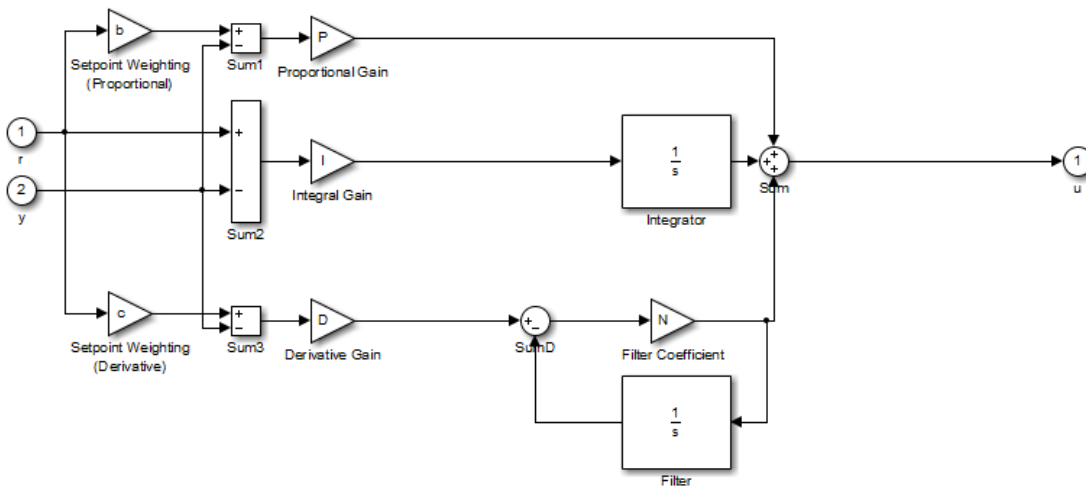 b
+
−
Sum1
P
Setpoint Weighting
(Proportional)
Proportional Gain
1
r
2
y
+
−
Sum2
I
Integral Gain
1
s
Integrator
+
+
+
Sum
1
u
c
Setpoint Weighting
(Derivative)
+
−
Sum3
D
Derivative Gain
+
−
SumD
N
Filter Coefficient
1
s
Filter